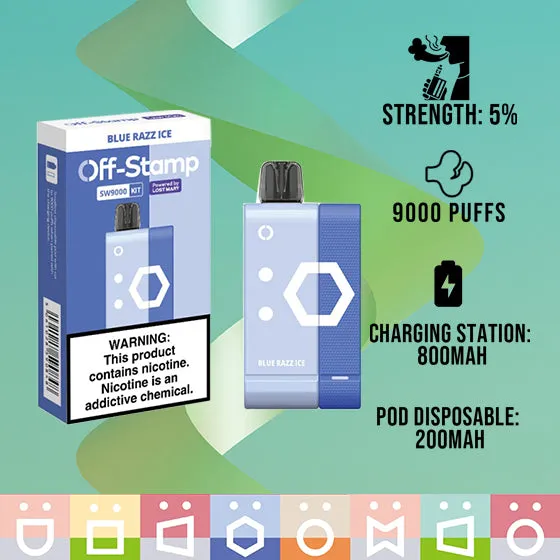 BLUE RAZZ ICE
Off-Stamp
SW9000 KIT Powered by LOST MARY
WARNING:
This product
contains nicotine.
Nicotine is an
addictive chemical.
BLUE RAZZ ICE
STRENGTH: 5%
9000 PUFFS
CHARGING STATION:
800MAH
POD DISPOSABLE:
200MAH